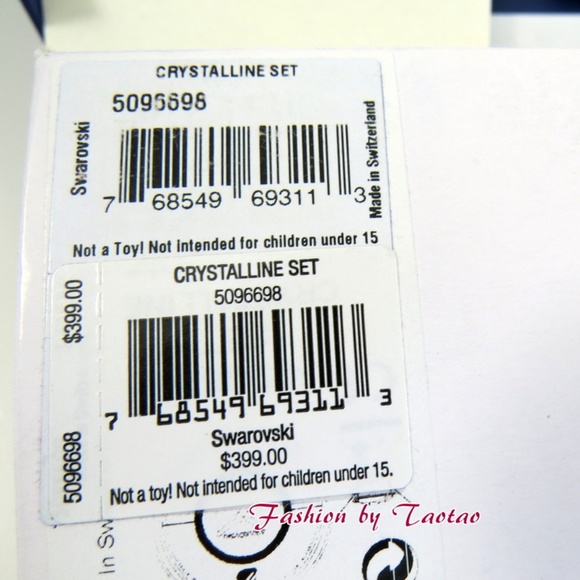 CRYSTALLINE SET
5096698
Swarovski
7 68549 69311 3
Made in Switzerland
Not a Toy! Not intended for children under 15
CRYSTALLINE SET
5096698
$399.00
5096698
7 68549 69311 3
Swarovski
$399.00
Not a toy! Not intended for children under 15.
In Sw
Fashion by Taotao